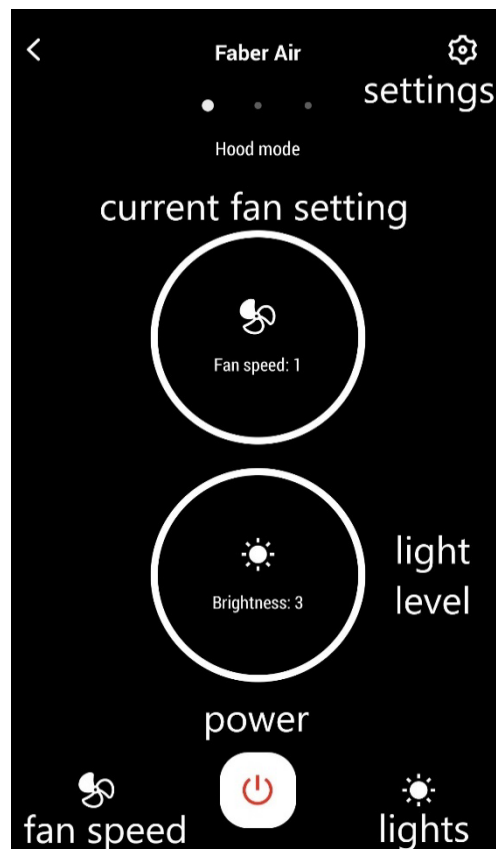 Faber Air
settings
Hood mode
current fan setting
Fan speed: 1
light
level
Brightness: 3
power
fan speed
lights